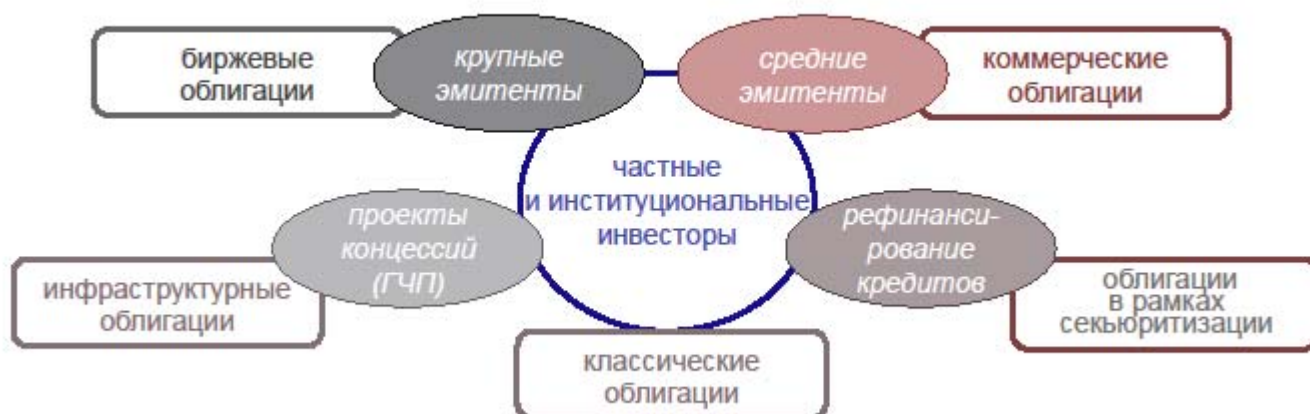 биржевые
облигации
крупные
эмитенты
средние
эмитенты
коммерческие
облигации
частные
и институциональные
инвесторы
проекты
концессий
(ГЧП)
рефинанси-
рование
кредитов
инфраструктурные
облигации
облигации
в рамках
секьюритизации
классические
облигации